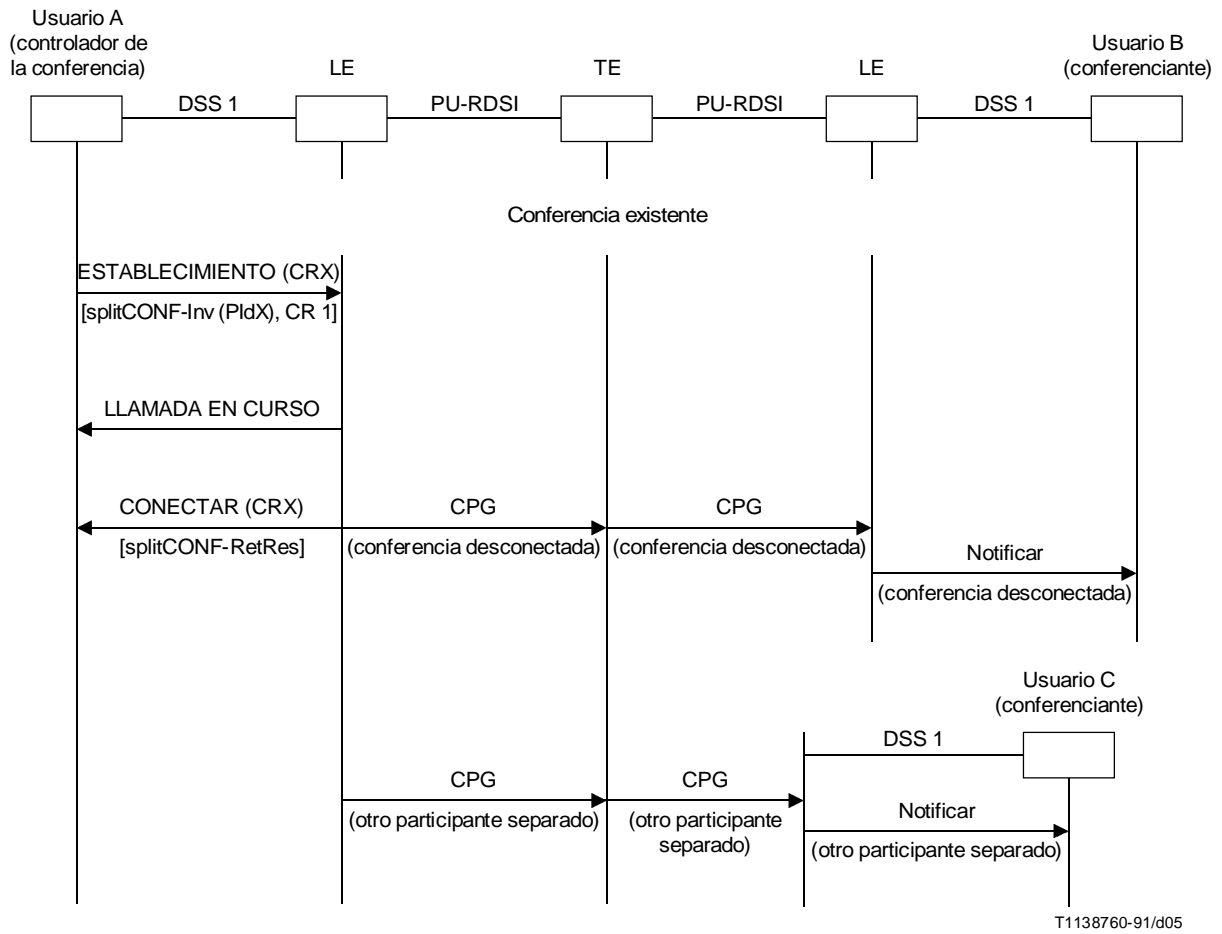 Usuario A
(controlador de
la conferencia)
LE
TE
LE
Usuario B
(conferenciante)
DSS 1
PU-RDSI
PU-RDSI
DSS 1
Conferencia existente
ESTABLECIMIENTO (CRX)
[splitCONF-Inv (PIdX), CR 1]
LLAMADA EN CURSO
CONECTAR (CRX)
[splitCONF-RetRes]
CPG
(conferencia desconectada)
CPG
(conferencia desconectada)
Notificar
(conferencia desconectada)
Usuario C
(conferenciante)
DSS 1
CPG
(otro participante separado)
CPG
(otro participante
separado)
Notificar
(otro participante separado)
T1138760-91/d05